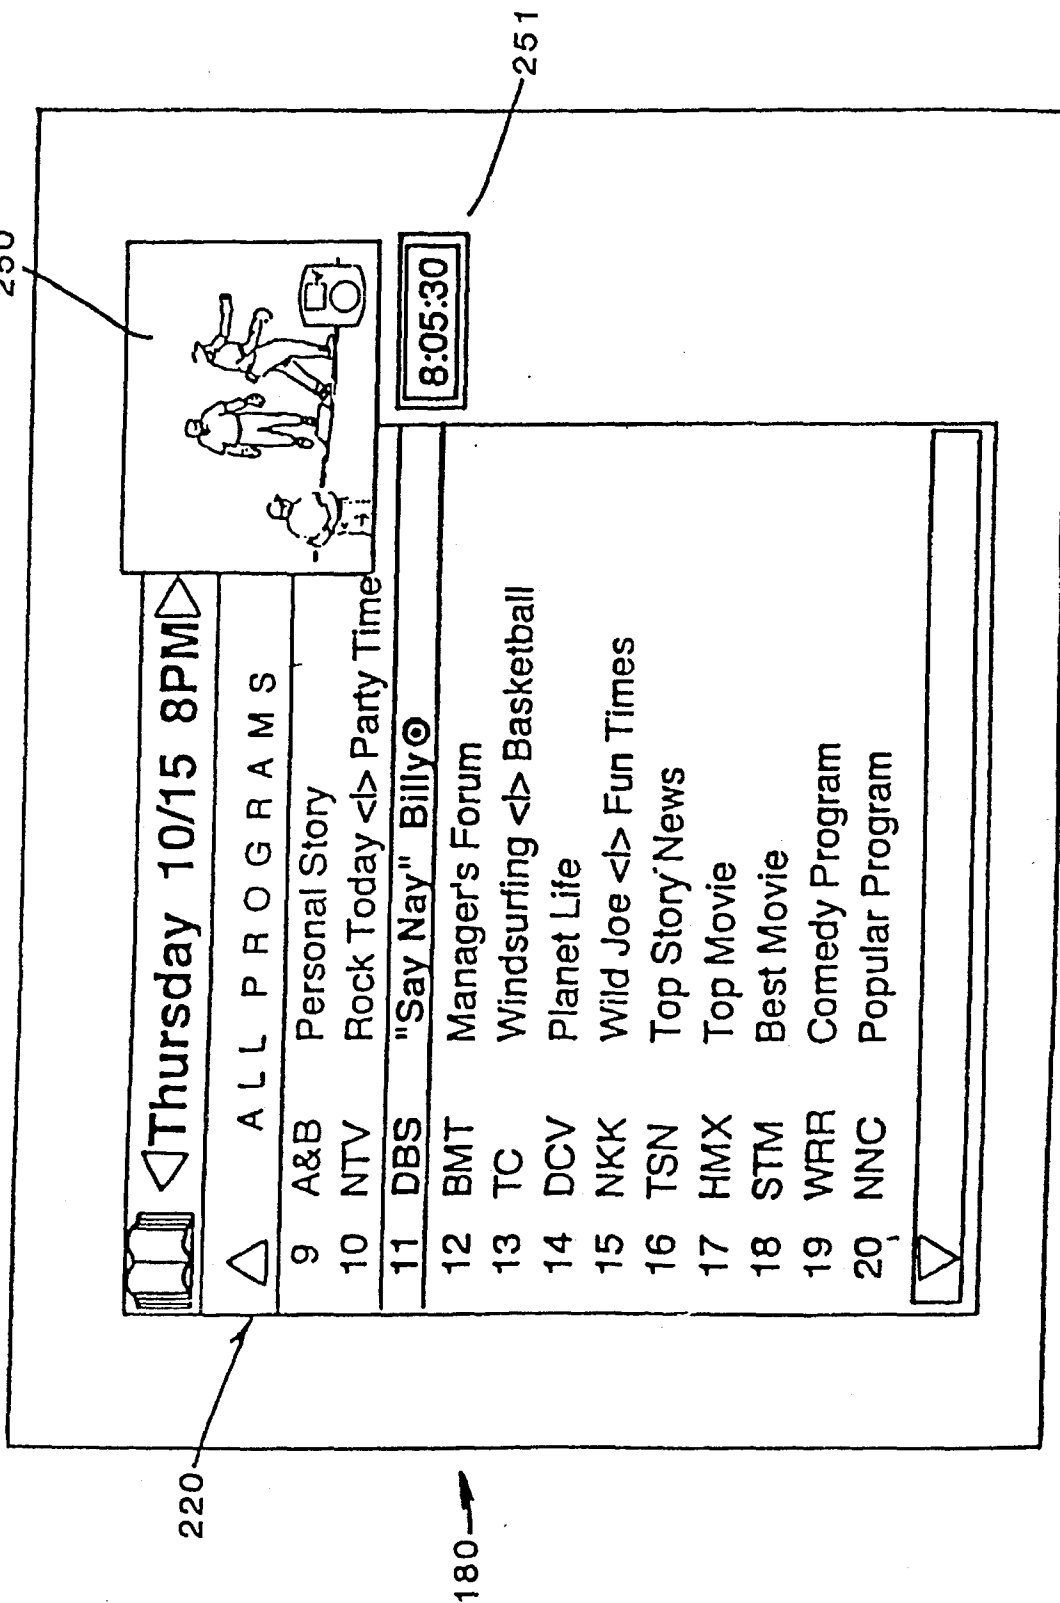 250
251
Thursday 10/15 8PM
ALL PROGRAMS
9 A&B Personal Story
10 NTV Rock Today <I> Party Time
11 DBS "Say Nay" Billy
12 BMT Manager's Forum
13 TC Windsurfing <I> Basketball
14 DCV Planet Life
15 NKK Wild Joe <I> Fun Times
16 TSN Top Story News
17 HMX Top Movie
18 STM Best Movie
19 WRR Comedy Program
20 NNC Popular Program
8:05:30
220
180